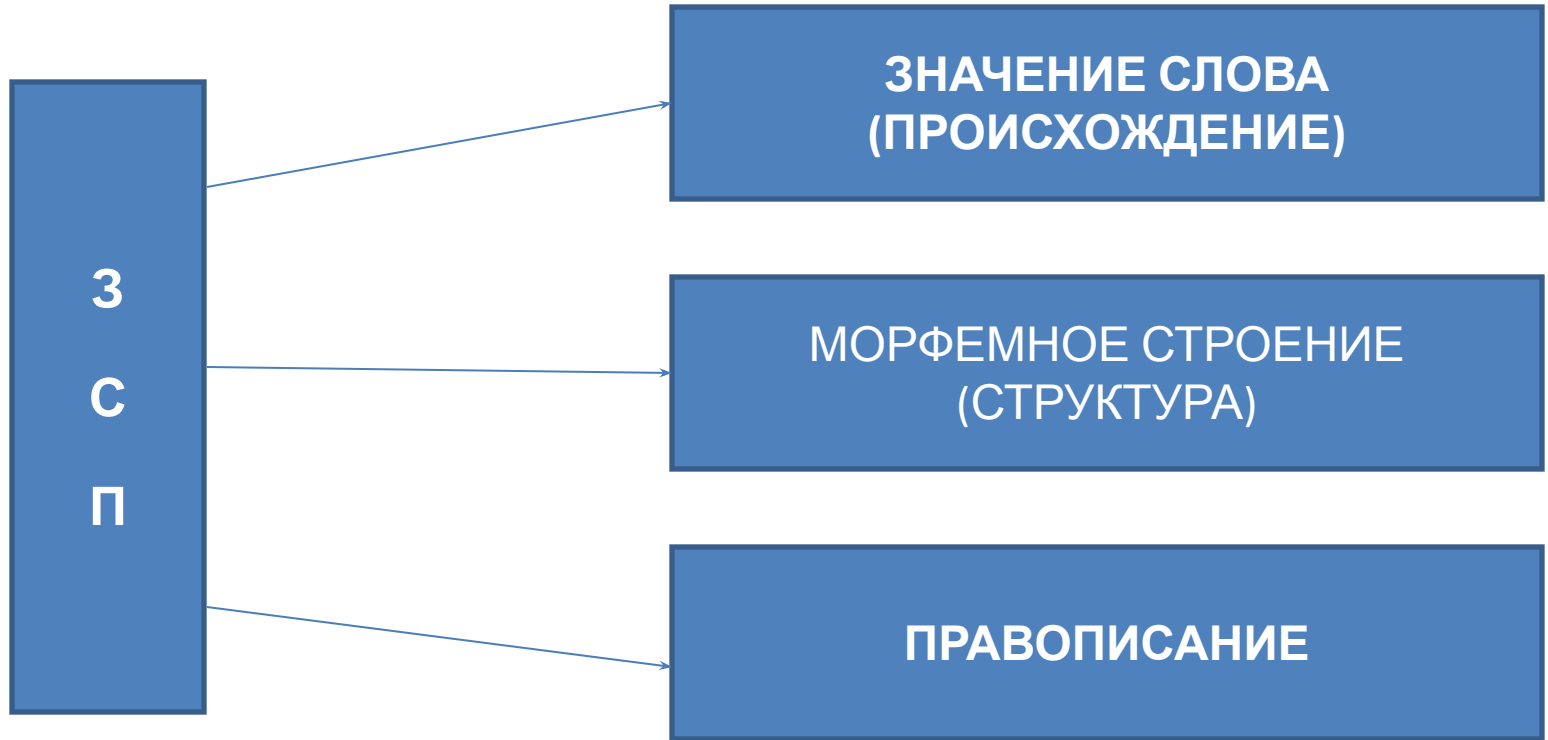 З
С
П
ЗНАЧЕНИЕ СЛОВА
(ПРОИСХОЖДЕНИЕ)
МОРФЕМНОЕ СТРОЕНИЕ
(СТРУКТУРА)
ПРАВОПИСАНИЕ